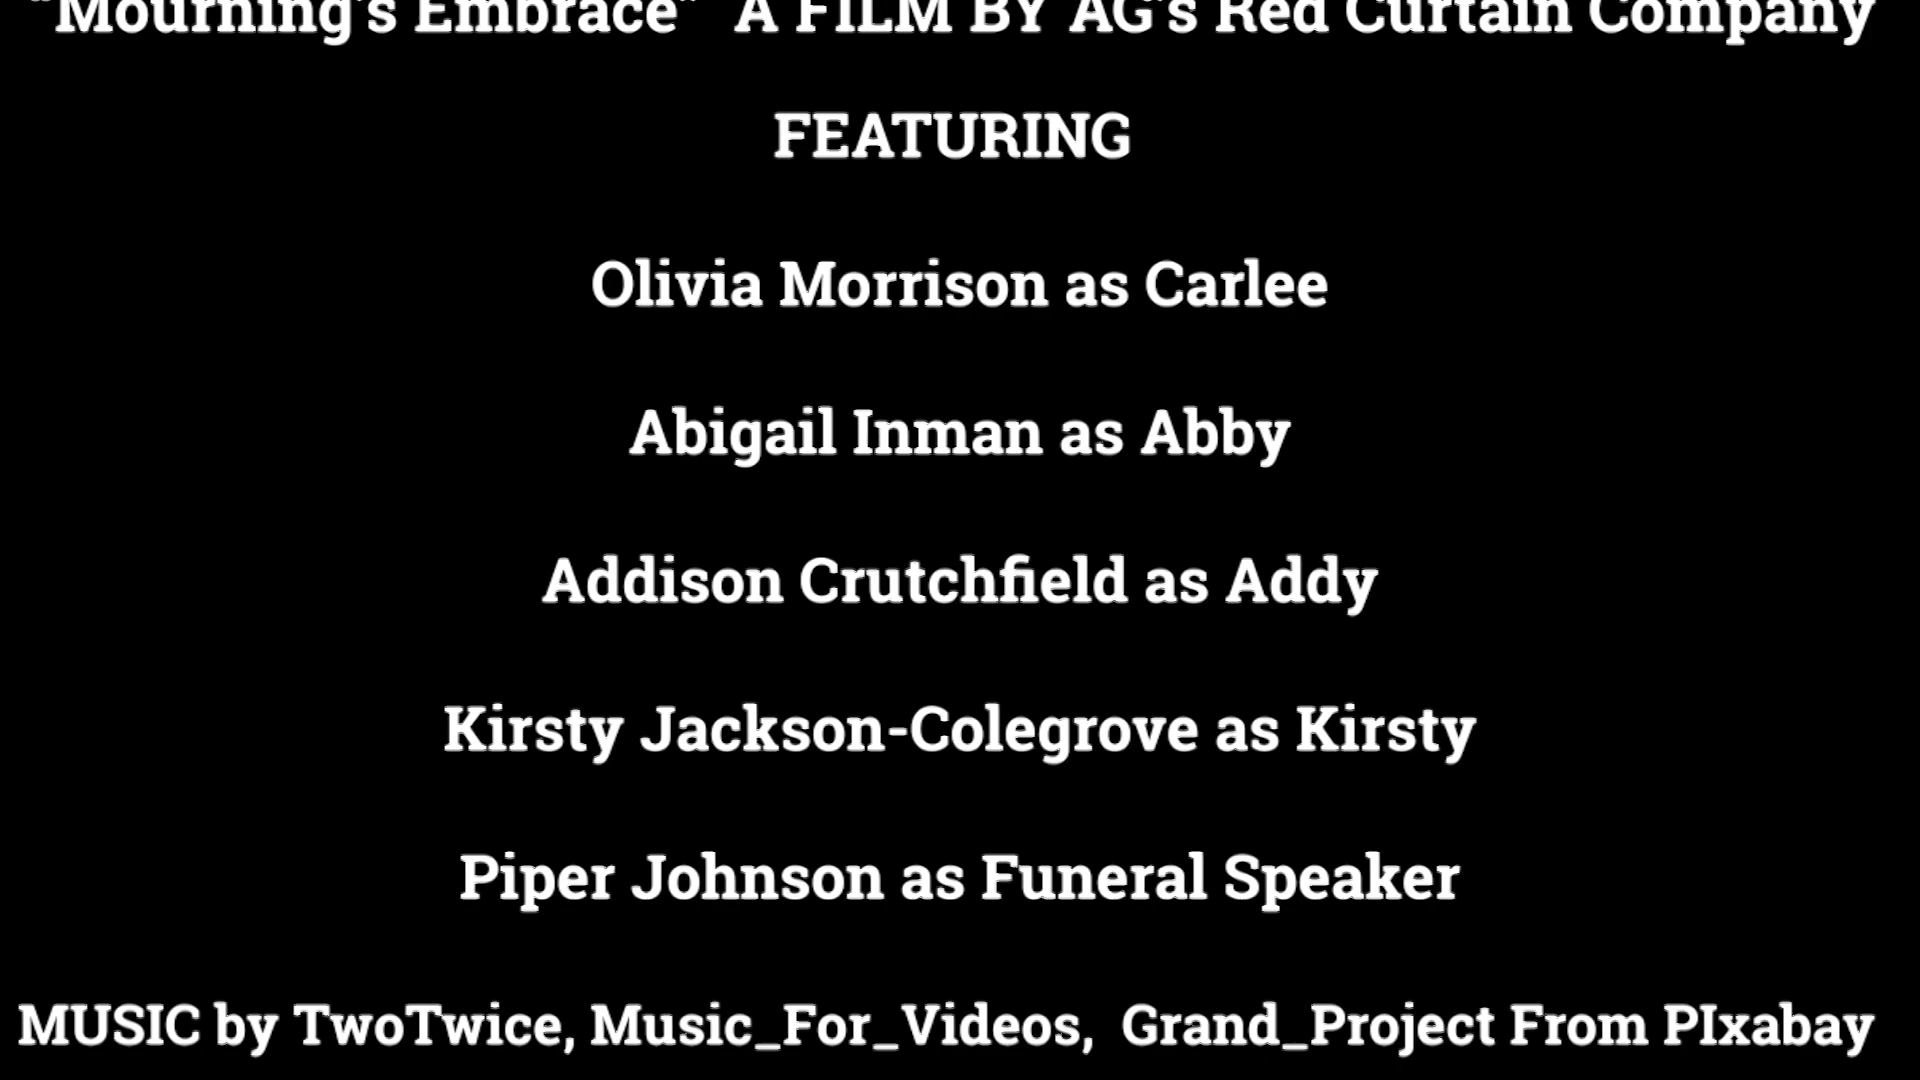 "Mourning's Embrace" A FILM BY AG's Red Curtain Company
FEATURING
Olivia Morrison as Carlee
Abigail Inman as Abby
Addison Crutchfield as Addy
Kirsty Jackson-Colegrove as Kirsty
Piper Johnson as Funeral Speaker
MUSIC by TwoTwice, Music_For_Videos, Grand_Project From PIxabay